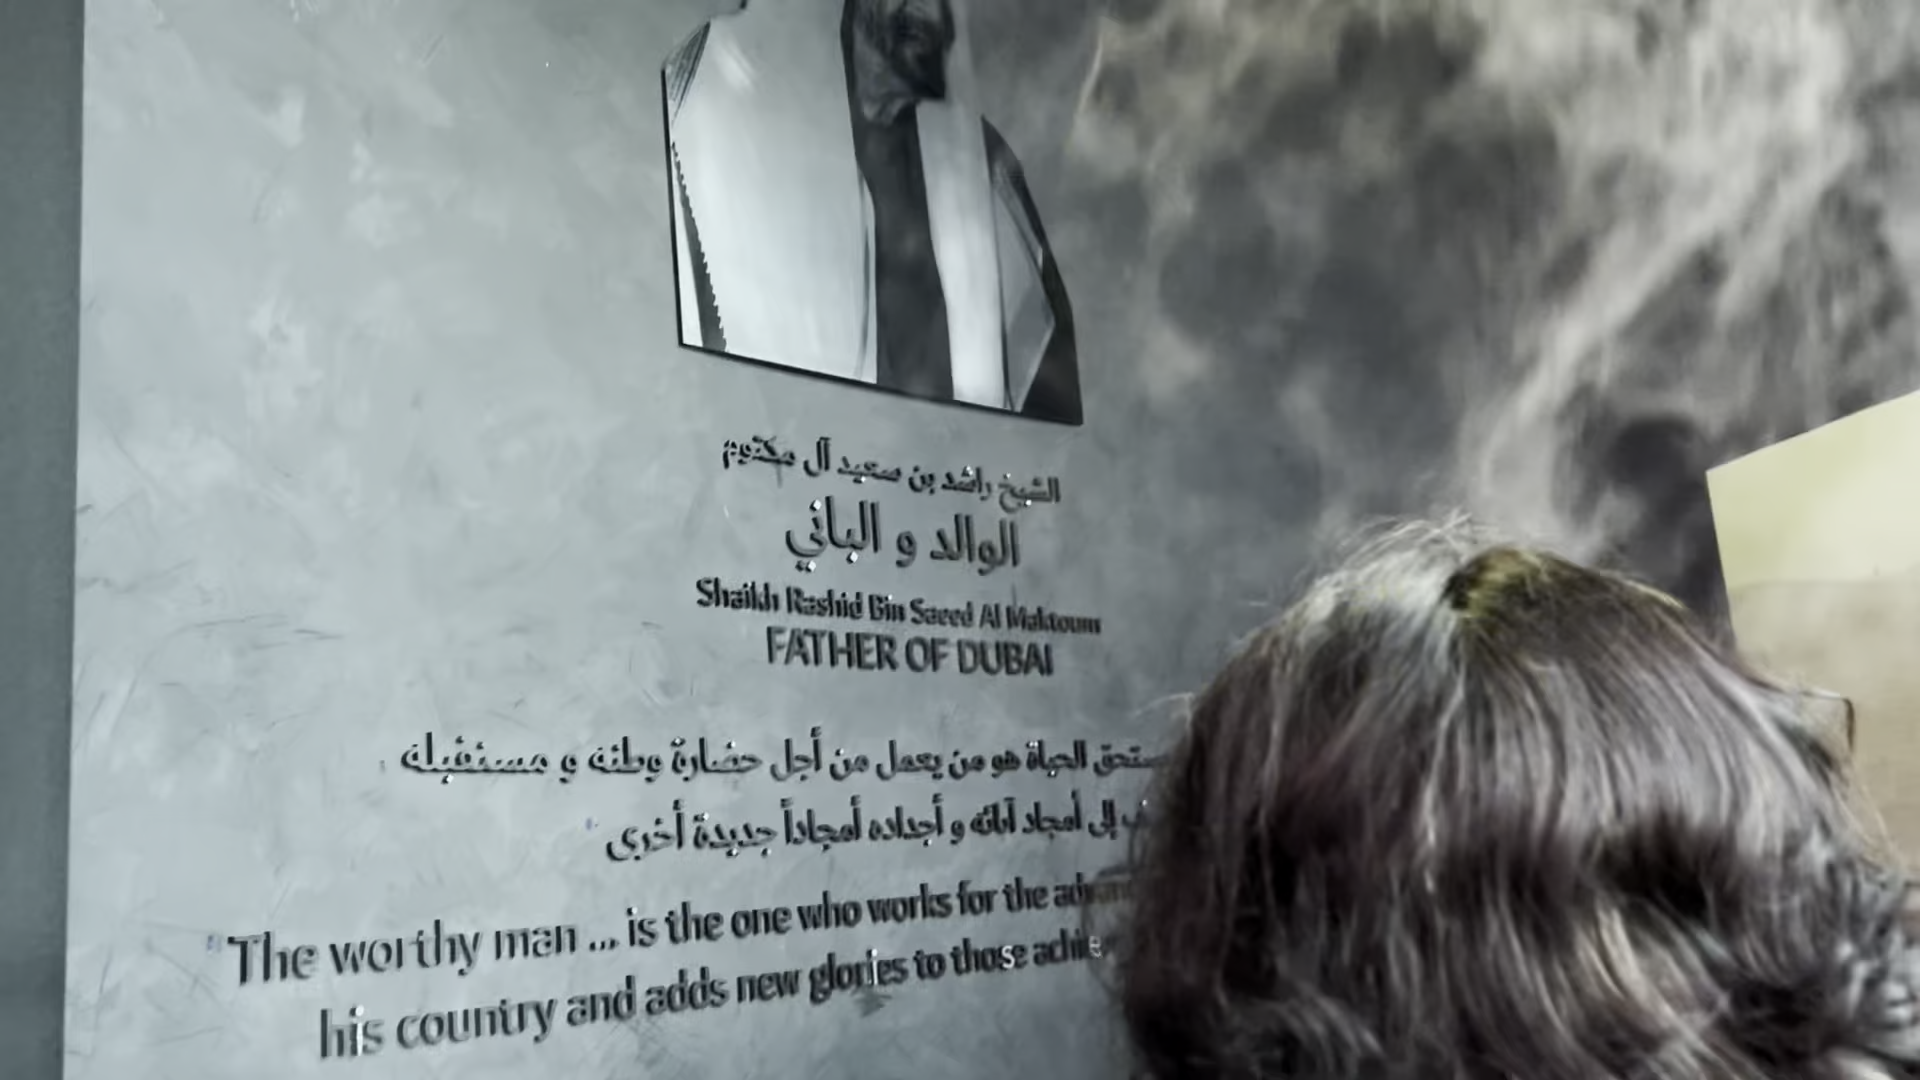 الشيخ راشد بن سعيد آل مكتوم
الوالد و الباني
Shaikh Rashid Bin Saeed Al Maktoum
FATHER OF DUBAI
الحياة هو من يعمل من أجل حضارة وطنه و مستقبله
إلى أمجاد آبائه و أجداده أمجاداً جديدة أخرى
"The worthy man ... is the one who works for the
his country and adds new glories to those